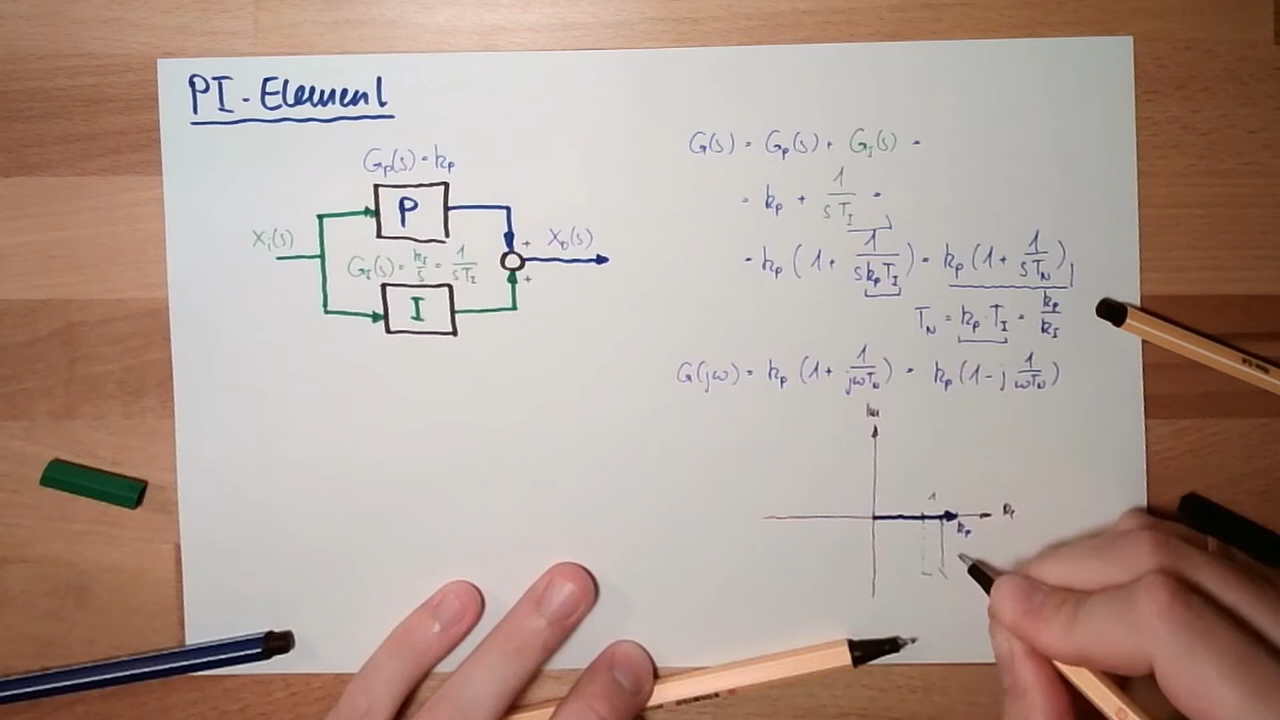 PI-Element
G_P(s) = k_P
P
X_i(s)
G_I(s) = k_I/s = 1/(sT_I)
+
X_o(s)
+
I
G(s) = G_P(s) + G_I(s) =
= k_P + 1/(sT_I) =
= k_P (1 + 1/(s k_P T_I)) = k_P (1 + 1/(sT_N))
T_N = k_P · T_I = k_P/k_I
G(jω) = k_P (1 + 1/(jωT_N)) = k_P (1 - j 1/(ωT_N))
Im
1
Re
k_P